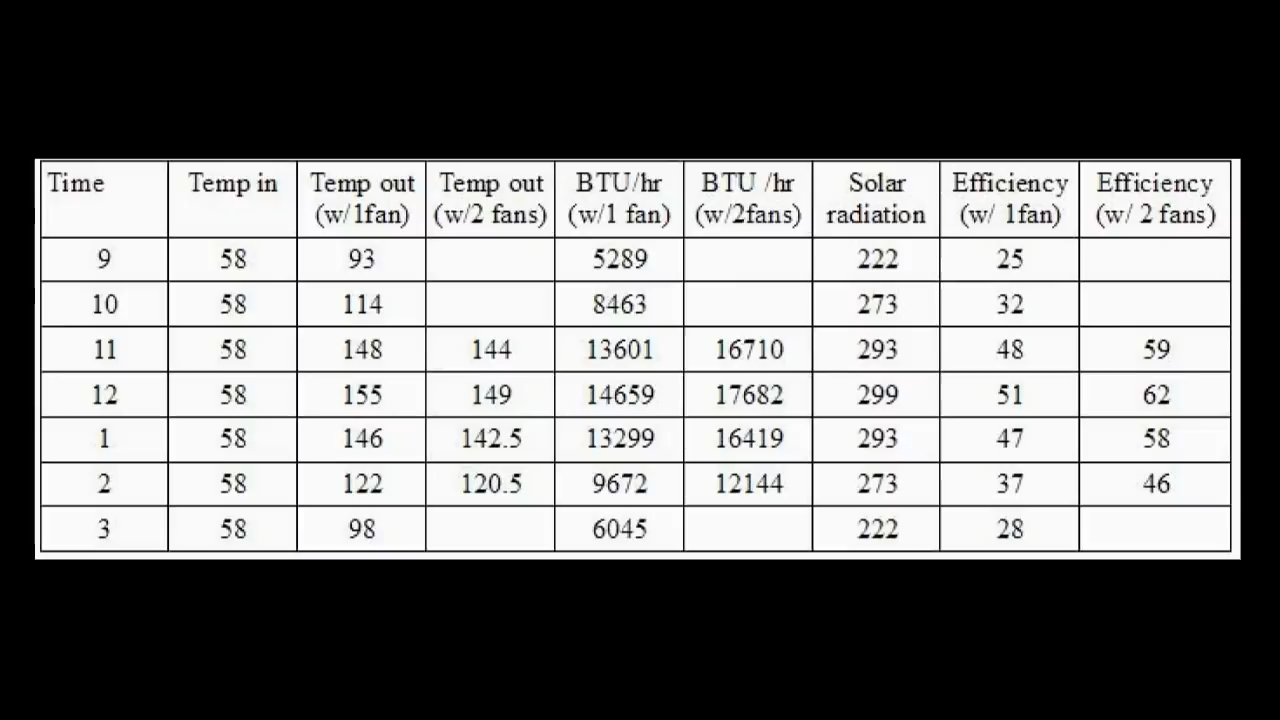 Time Temp in Temp out Temp out BTU/hr BTU /hr Solar Efficiency Efficiency
(w/1fan) (w/2 fans) (w/1 fan) (w/2fans) radiation (w/ 1fan) (w/ 2 fans)
9 58 93 5289 222 25
10 58 114 8463 273 32
11 58 148 144 13601 16710 293 48 59
12 58 155 149 14659 17682 299 51 62
1 58 146 142.5 13299 16419 293 47 58
2 58 122 120.5 9672 12144 273 37 46
3 58 98 6045 222 28